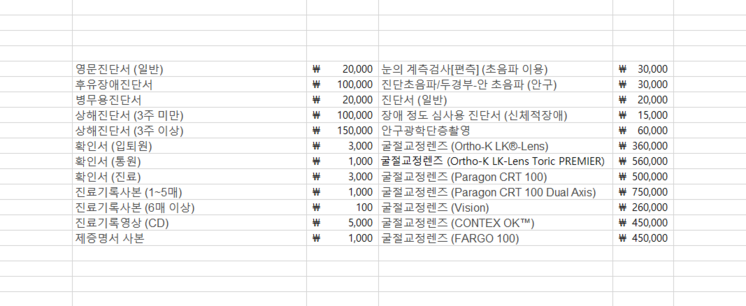 영문진단서 (일반) ₩ 20,000 눈의 계측검사[편측] (초음파 이용) ₩ 30,000
후유장애진단서 ₩ 100,000 진단초음파/두경부-안 초음파 (안구) ₩ 30,000
병무용진단서 ₩ 20,000 진단서 (일반) ₩ 20,000
상해진단서 (3주 미만) ₩ 100,000 장애 정도 심사용 진단서 (신체적장애) ₩ 15,000
상해진단서 (3주 이상) ₩ 150,000 안구광학단층촬영 ₩ 60,000
확인서 (입퇴원) ₩ 3,000 굴절교정렌즈 (Ortho-K LK®-Lens) ₩ 360,000
확인서 (통원) ₩ 1,000 굴절교정렌즈 (Ortho-K LK-Lens Toric PREMIER) ₩ 560,000
확인서 (진료) ₩ 3,000 굴절교정렌즈 (Paragon CRT 100) ₩ 500,000
진료기록사본 (1~5매) ₩ 1,000 굴절교정렌즈 (Paragon CRT 100 Dual Axis) ₩ 750,000
진료기록사본 (6매 이상) ₩ 100 굴절교정렌즈 (Vision) ₩ 260,000
진료기록영상 (CD) ₩ 5,000 굴절교정렌즈 (CONTEX OK™) ₩ 450,000
제증명서 사본 ₩ 1,000 굴절교정렌즈 (FARGO 100) ₩ 450,000